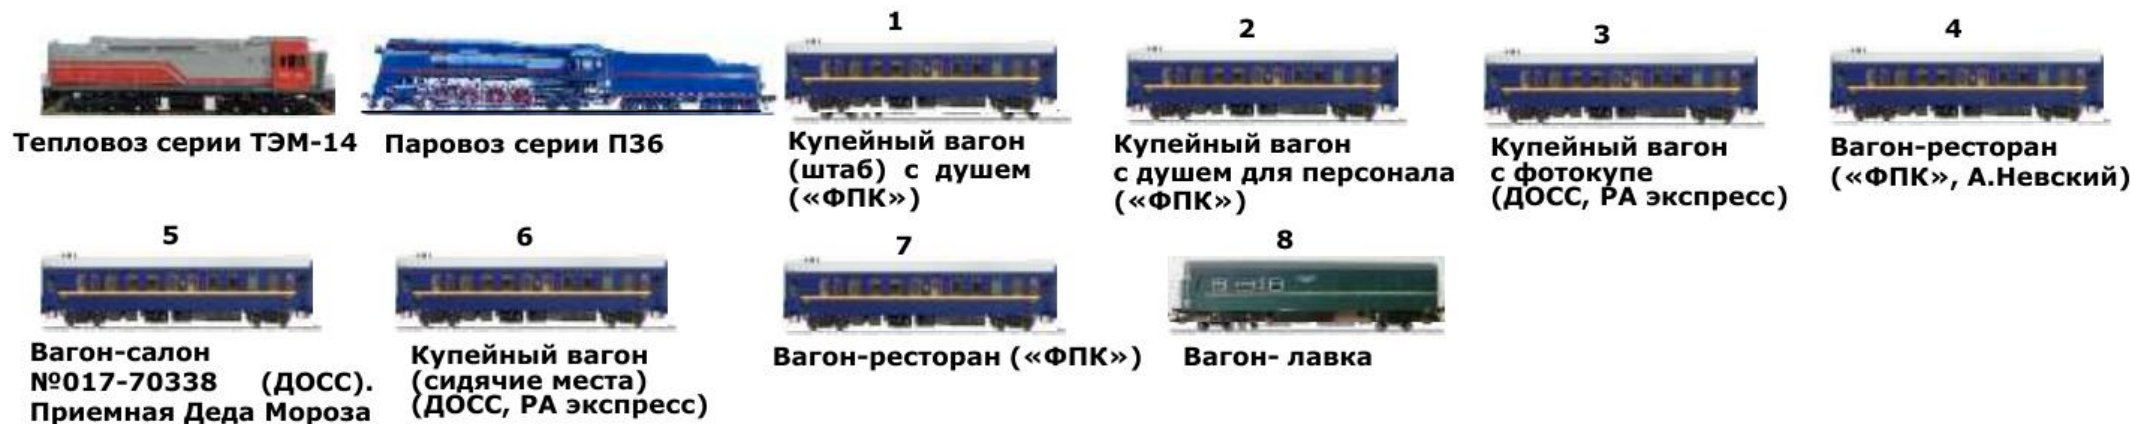 1
2
3
4
Тепловоз серии ТЭМ-14
Паровоз серии П36
Купейный вагон
(штаб) с душем
(«ФПК»)
Купейный вагон
с душем для персонала
(«ФПК»)
Купейный вагон
с фотокупе
(ДОСС, РА экспресс)
Вагон-ресторан
(«ФПК», А.Невский)
5
6
7
8
Вагон-салон
№017-70338 (ДОСС).
Приемная Деда Мороза
Купейный вагон
(сидячие места)
(ДОСС, РА экспресс)
Вагон-ресторан («ФПК»)
Вагон- лавка